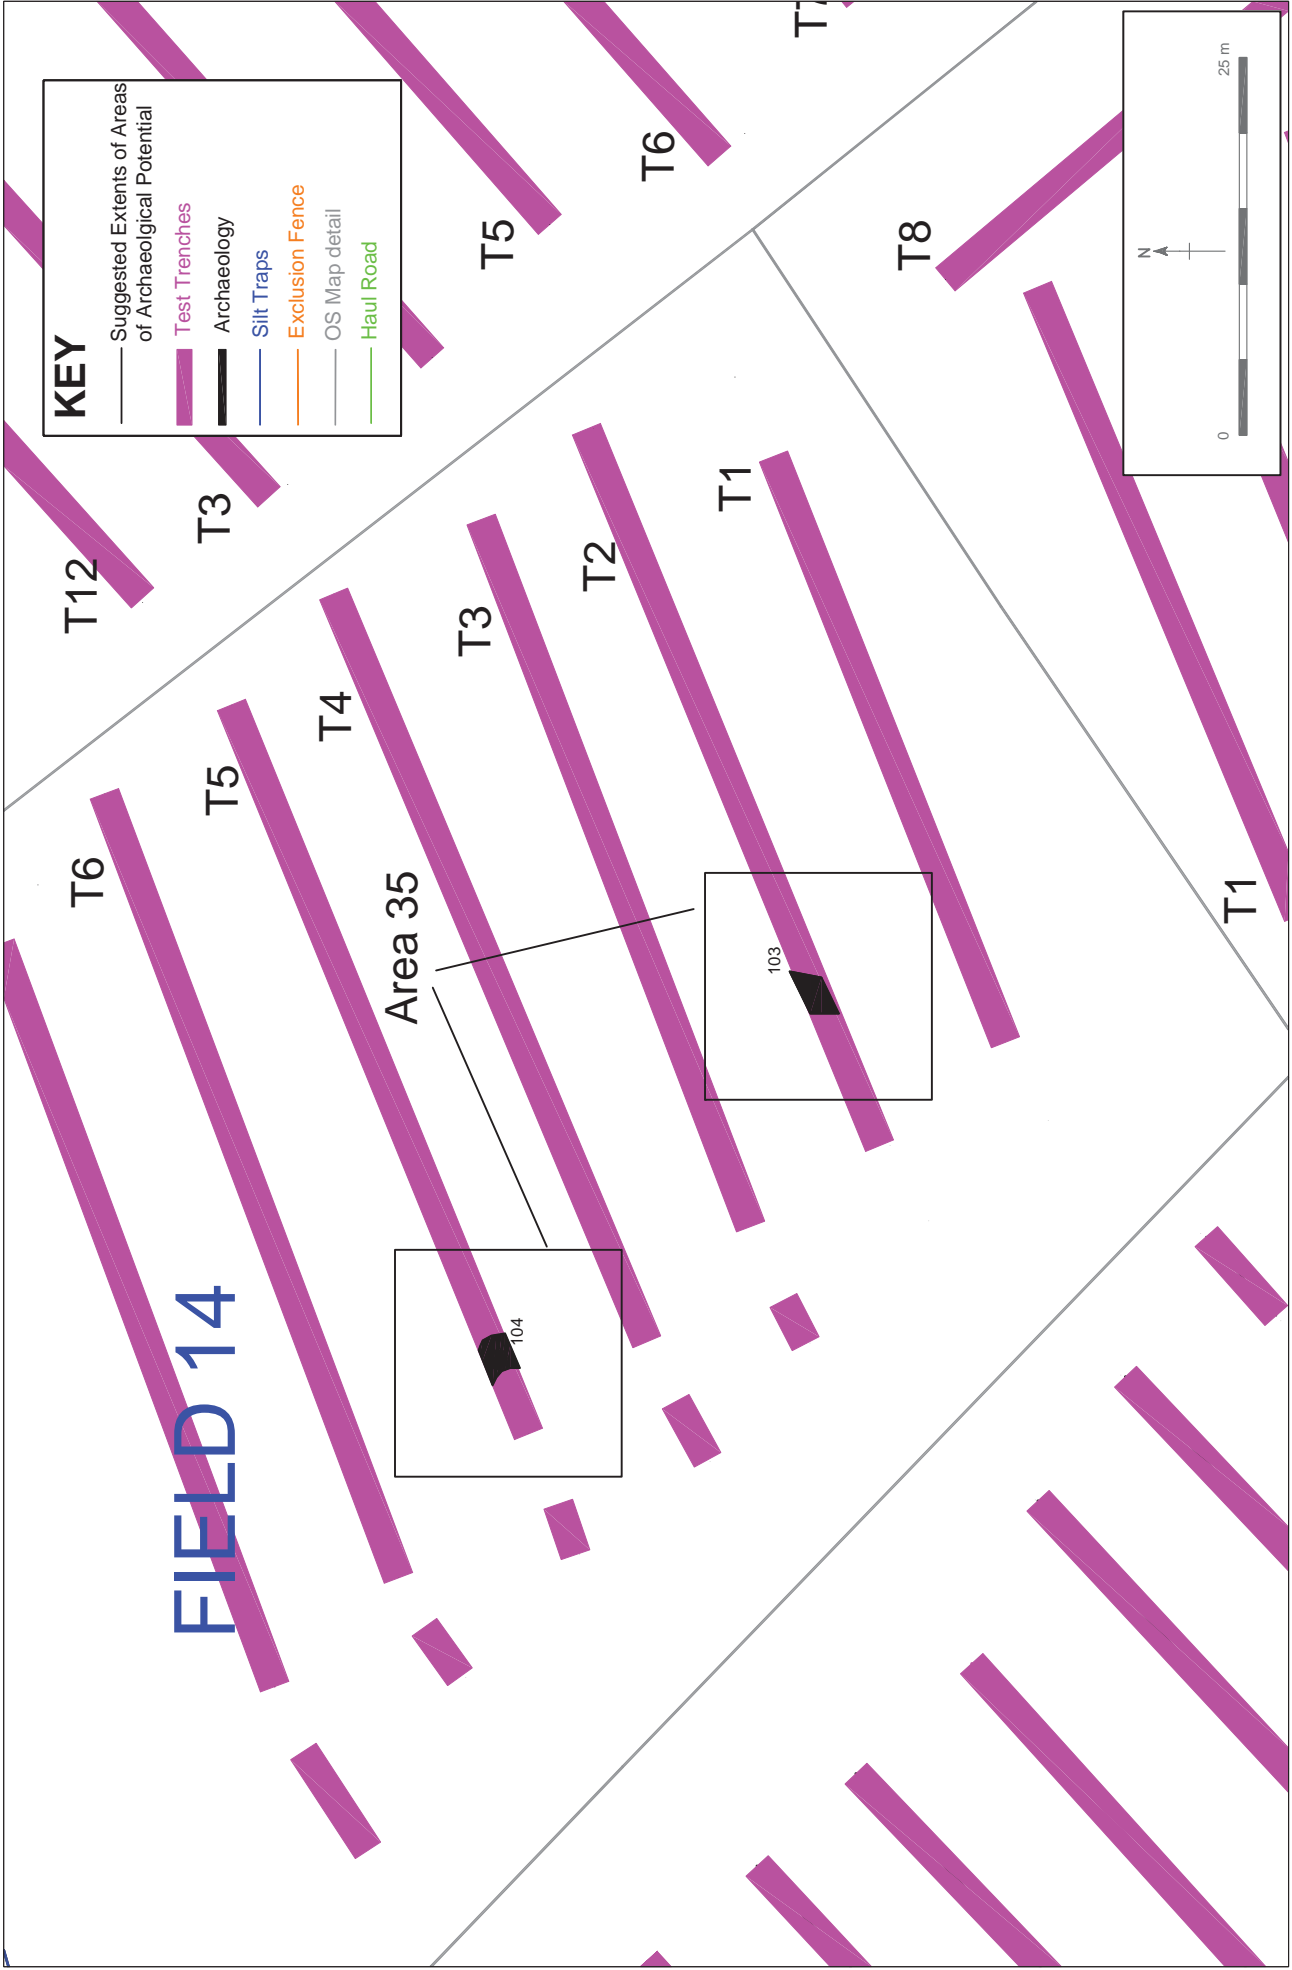 KEY
Suggested Extents of Areas
of Archaeolgical Potential
Test Trenches
Archaeology
Silt Traps
Exclusion Fence
OS Map detail
Haul Road
T12
T3
T5
T6
T8
T6
T5
T4
T3
T2
T1
T1
FIELD 14
Area 35
104
103
N
0
25 m